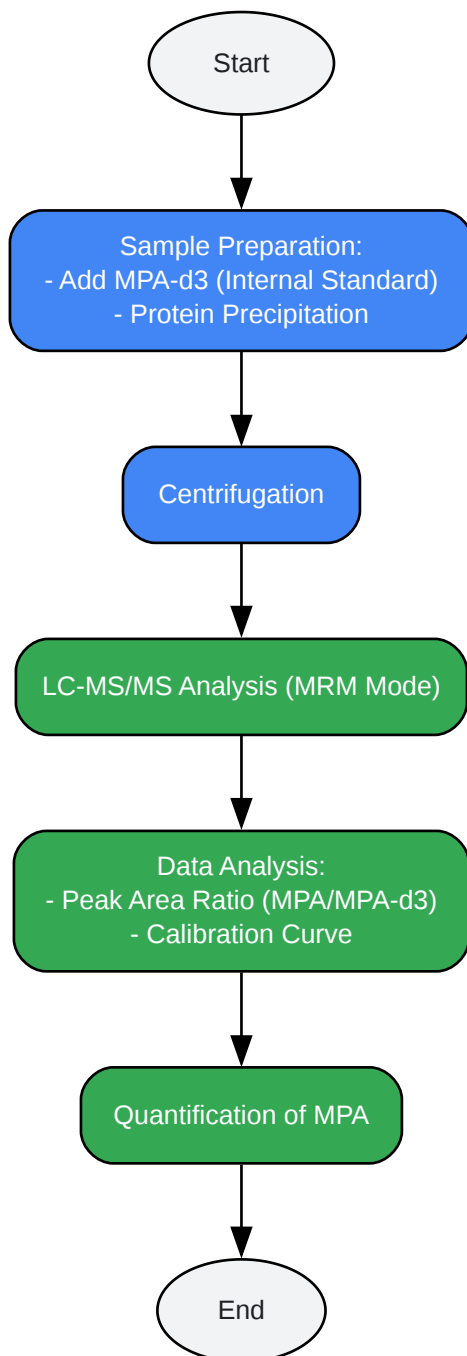 Start
Sample Preparation:
- Add MPA-d3 (Internal Standard)
- Protein Precipitation
Centrifugation
LC-MS/MS Analysis (MRM Mode)
Data Analysis:
- Peak Area Ratio (MPA/MPA-d3)
- Calibration Curve
Quantification of MPA
End